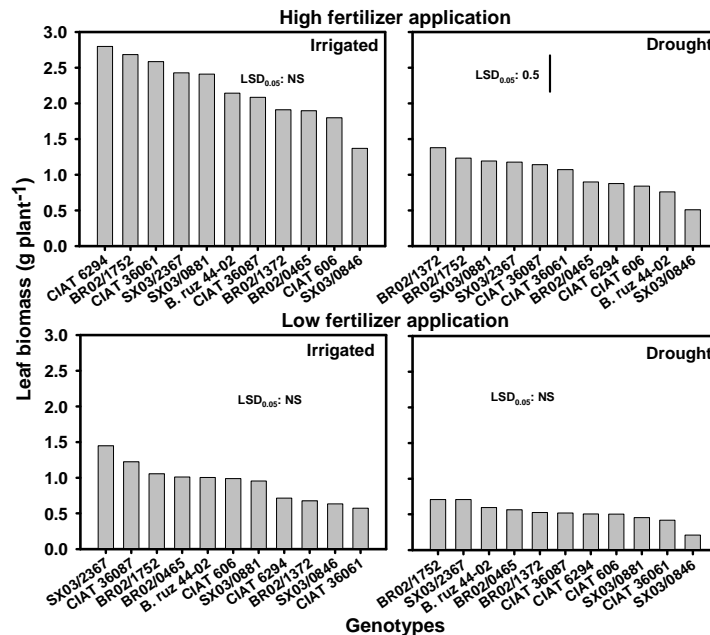 High fertilizer application
Irrigated
Drought
LSD0.05: NS
LSD0.05: 0.5
3.0
2.5
2.0
1.5
1.0
0.5
0.0
CIAT 6294
BR02/1752
CIAT 36061
SX03/2367
SX03/0881
B. ruz 44-02
CIAT 36087
BR02/1372
BR02/0465
CIAT 606
SX03/0846
BR02/1372
BR02/1752
SX03/0881
SX03/2367
CIAT 36087
CIAT 36061
BR02/0465
CIAT 6294
CIAT 606
B. ruz 44-02
SX03/0846
Leaf biomass (g plant-1)
Low fertilizer application
Irrigated
Drought
LSD0.05: NS
LSD0.05: NS
3.0
2.5
2.0
1.5
1.0
0.5
0.0
SX03/2367
CIAT 36087
BR02/1752
BR02/0465
B. ruz 44-02
CIAT 606
SX03/0881
CIAT 6294
BR02/1372
SX03/0846
CIAT 36061
BR02/1752
SX03/2367
B. ruz 44-02
BR02/0465
BR02/1372
CIAT 36087
CIAT 6294
CIAT 606
SX03/0881
CIAT 36061
SX03/0846
Genotypes